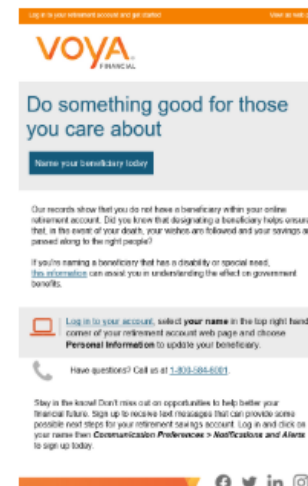 Log in to your retirement account and get started
View as web
VOYA
FINANCIAL
Do something good for those
you care about
Name your beneficiary today
Our records show that you do not have a beneficiary within your online
retirement account. Did you know that designating a beneficiary helps ensure
that, in the event of your death, your wishes are followed and your savings
passed along to the right people?
If you're naming a beneficiary that has a disability or special need,
this information can assist you in understanding the effect on government
benefits.
Log in to your account, select your name in the top right hand
corner of your retirement account web page and choose
Personal Information to update your beneficiary.
Have questions? Call us at 1-800-584-6001.
Stay in the know! Don't miss out on opportunities to help better your
financial future. Sign up to receive text messages that can provide some
possible next steps for your retirement savings account. Log in and click on
your name then Communication Preferences > Notifications and Alerts
to sign up today.